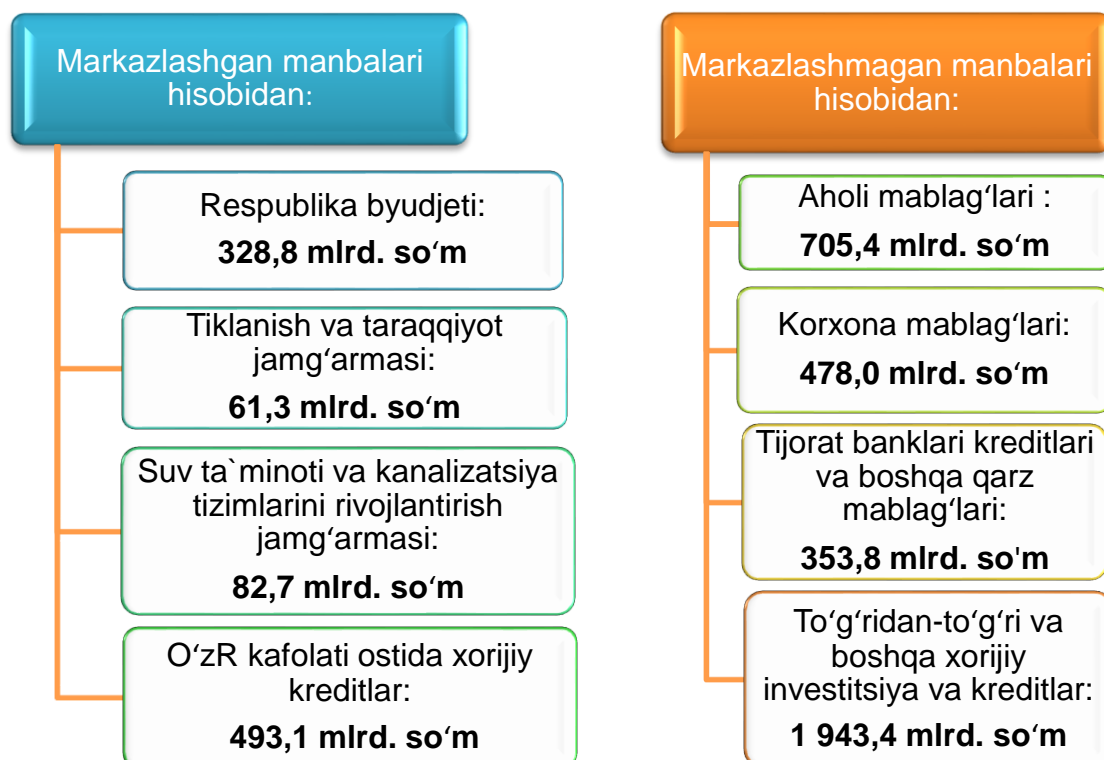 Markazlashgan manbalari
hisobidan:
Respublika byudjeti:
328,8 mlrd. so‘m
Tiklanish va taraqqiyot
jamg‘armasi:
61,3 mlrd. so‘m
Suv ta`minoti va kanalizatsiya
tizimlarini rivojlantirish
jamg‘armasi:
82,7 mlrd. so‘m
O‘zR kafolati ostida xorijiy
kreditlar:
493,1 mlrd. so‘m
Markazlashmagan manbalari
hisobidan:
Aholi mablag‘lari :
705,4 mlrd. so‘m
Korxona mablag‘lari:
478,0 mlrd. so‘m
Tijorat banklari kreditlari
va boshqa qarz
mablag‘lari:
353,8 mlrd. so'm
To‘g‘ridan-to‘g‘ri va
boshqa xorijiy
investitsiya va kreditlar:
1 943,4 mlrd. so‘m